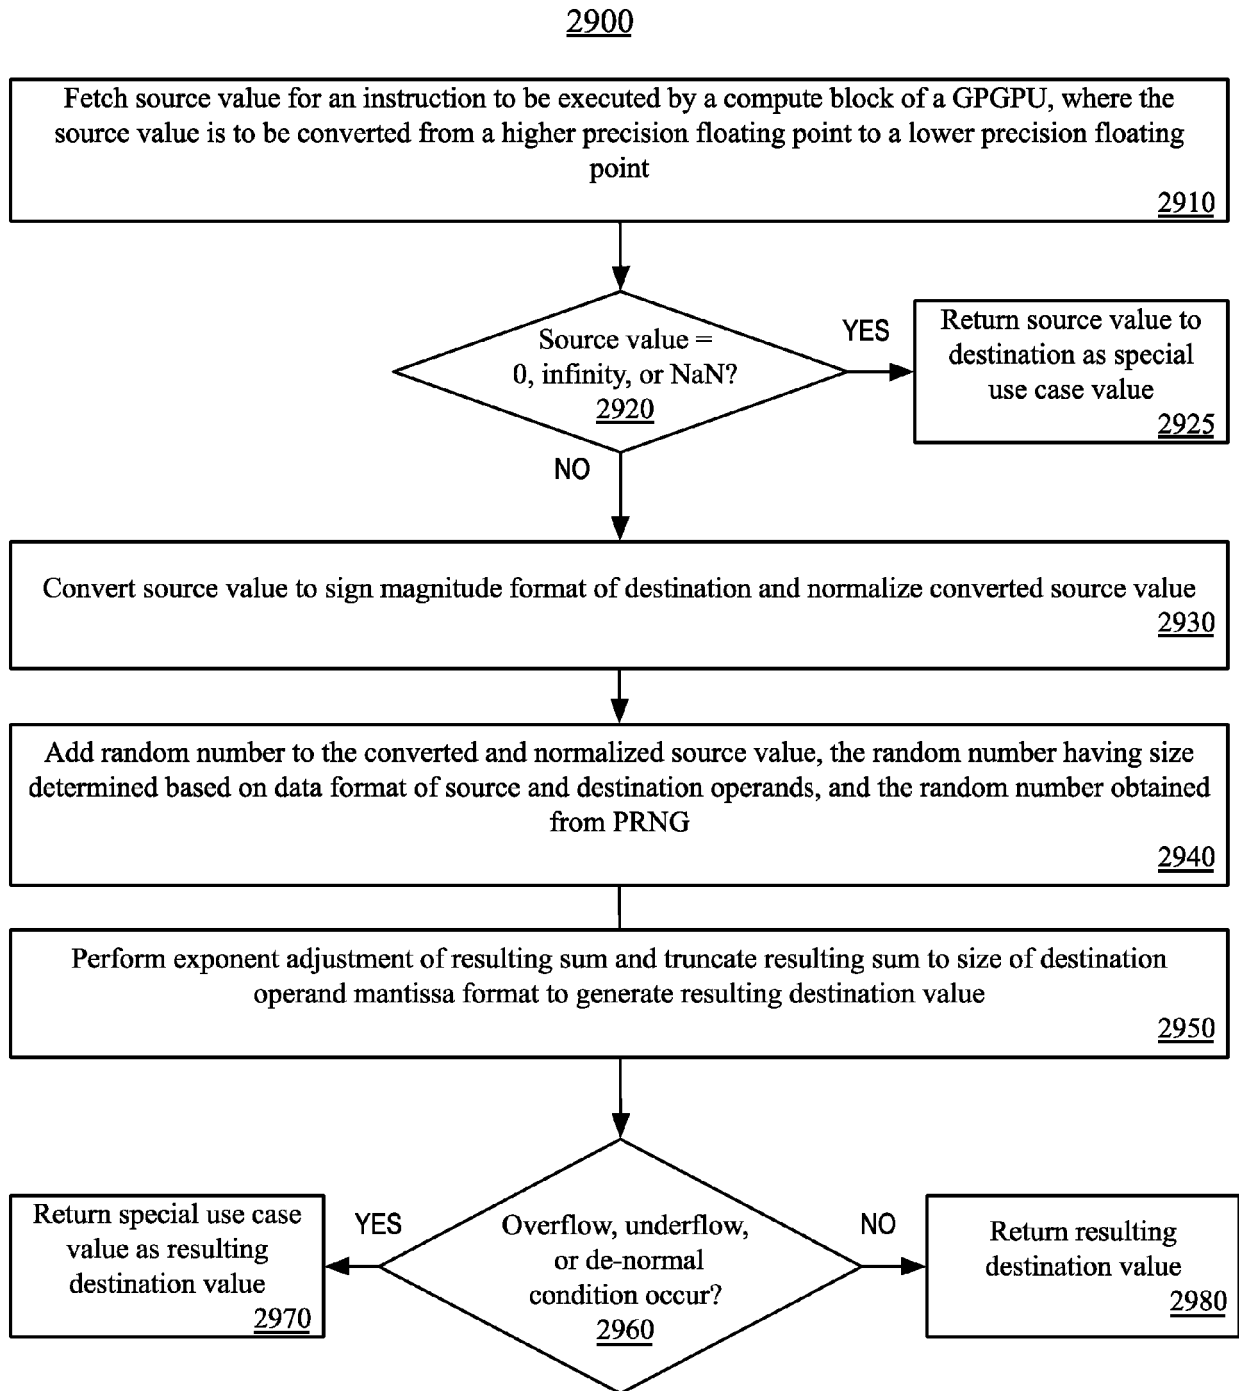 2900
Fetch source value for an instruction to be executed by a compute block of a GPGPU, where the
source value is to be converted from a higher precision floating point to a lower precision floating
point
2910
Source value =
0, infinity, or NaN?
2920
YES
Return source value to
destination as special
use case value
2925
NO
Convert source value to sign magnitude format of destination and normalize converted source value
2930
Add random number to the converted and normalized source value, the random number having size
determined based on data format of source and destination operands, and the random number obtained
from PRNG
2940
Perform exponent adjustment of resulting sum and truncate resulting sum to size of destination
operand mantissa format to generate resulting destination value
2950
Return special use case
value as resulting
destination value
2970
YES
Overflow, underflow,
or de-normal
condition occur?
2960
NO
Return resulting
destination value
2980